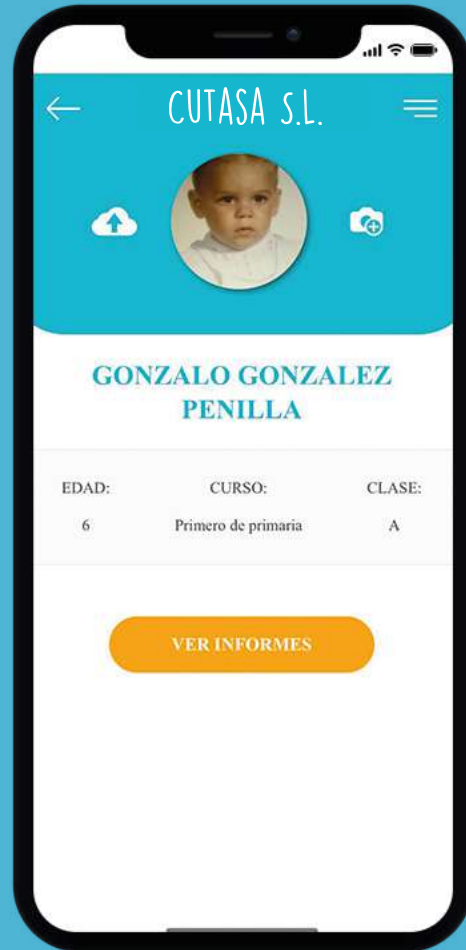 CUTASA S.L.
GONZALO GONZALEZ
PENILLA
EDAD: CURSO: CLASE:
6 Primero de primaria A
VER INFORMES